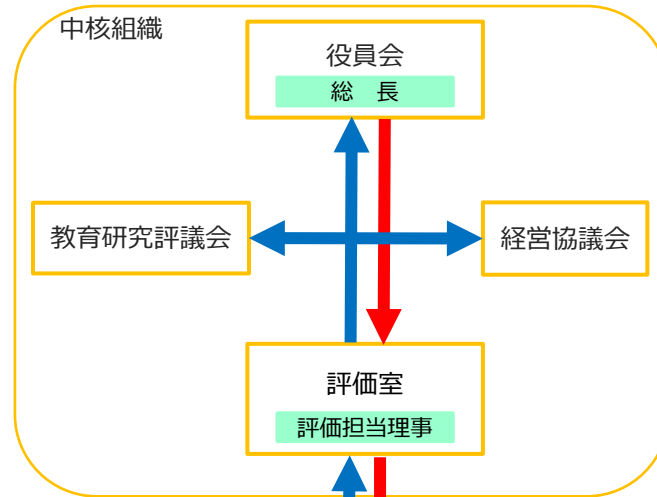 中核組織
役員会
総　長
教育研究評議会
経営協議会
評価室
評価担当理事